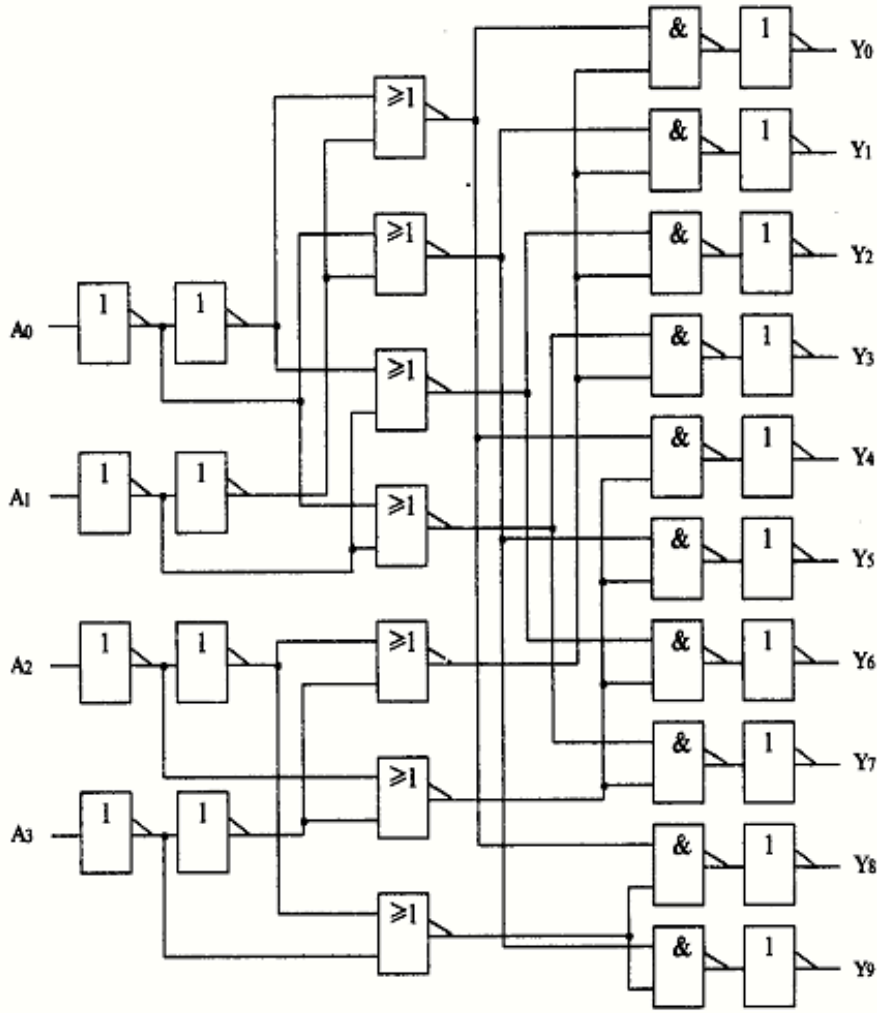 & 1 Y0
≥1
& 1 Y1
≥1
& 1 Y2
A0 1 1
& 1 Y3
≥1
& 1 Y4
A1 1 1
≥1
& 1 Y5
A2 1 1 ≥1
& 1 Y6
& 1 Y7
≥1
A3 1 1
& 1 Y8
≥1
& 1 Y9